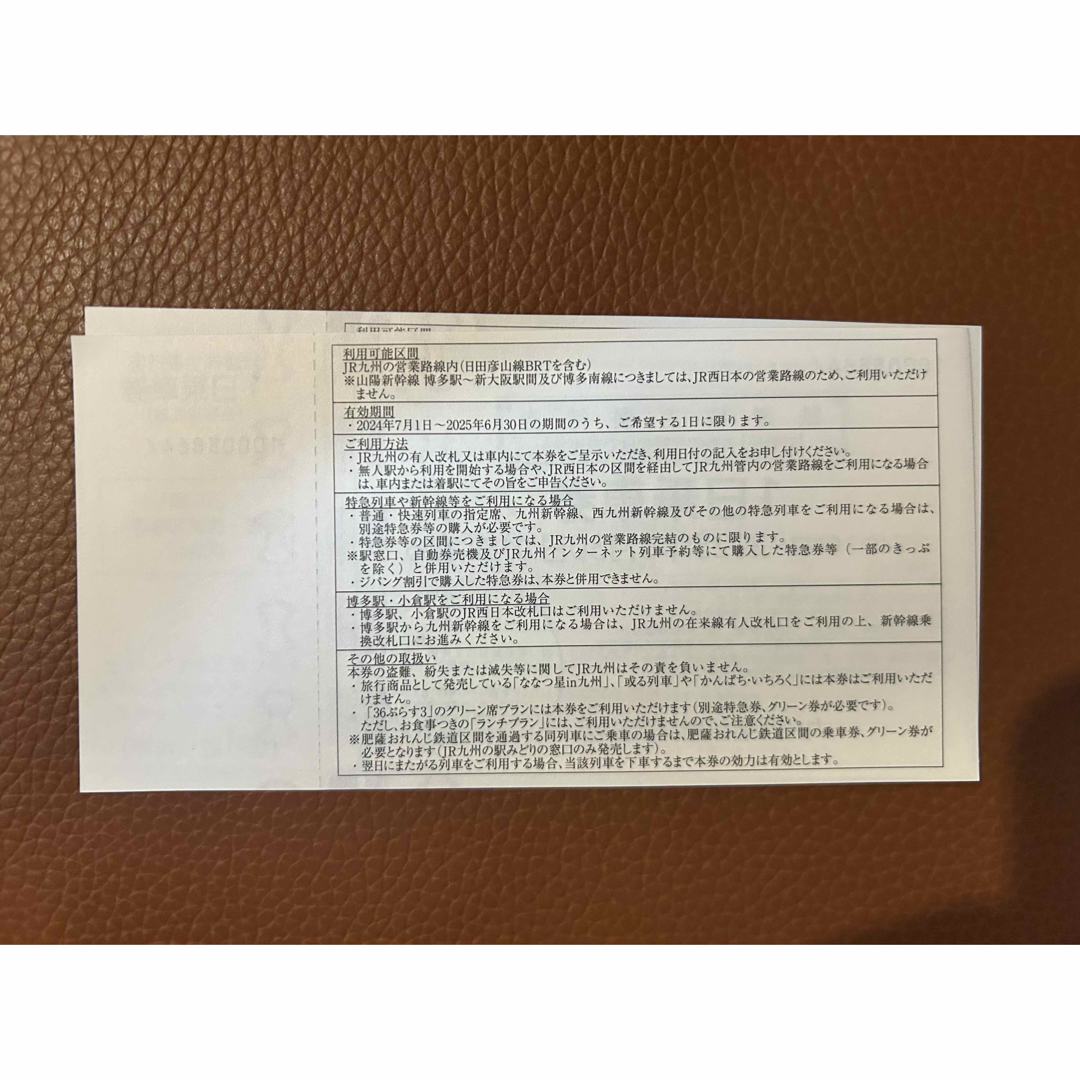 利用可能区間
利用可能区間
JR九州の営業路線内(日田彦山線BRTを含む)
※山陽新幹線 博多駅～新大阪駅間及び博多南線につきましては、JR西日本の営業路線のため、ご利用いただけ
ません。
有効期間
・2024年7月1日～2025年6月30日の期間のうち、ご希望する1日に限ります。
ご利用方法
・JR九州の有人改札又は車内にて本券をご呈示いただき、利用日付の記入をお申し付けください。
・無人駅から利用を開始する場合や、JR西日本の区間を経由してJR九州管内の営業路線をご利用になる場合
は、車内または着駅にてその旨をご申告ください。
特急列車や新幹線等をご利用になる場合
・普通・快速列車の指定席、九州新幹線、西九州新幹線及びその他の特急列車をご利用になる場合は、
別途特急券等の購入が必要です。
・特急券等の区間につきましては、JR九州の営業路線完結のものに限ります。
※駅窓口、自動券売機及びJR九州インターネット列車予約等にて購入した特急券等（一部のきっぷ
を除く）と併用いただけます。
・ジパング割引で購入した特急券は、本券と併用できません。
博多駅・小倉駅をご利用になる場合
・博多駅、小倉駅のJR西日本改札口はご利用いただけません。
・博多駅から九州新幹線をご利用になる場合は、JR九州の在来線有人改札口をご利用の上、新幹線乗
換改札口にお進みください。
その他の取扱い
本券の盗難、紛失または滅失等に関してJR九州はその責を負いません。
・旅行商品として発売している「ななつ星in九州」、「或る列車」や「かんぱち・いちろく」には本券はご利用いただ
けません。
・「36ぷらす3」のグリーン席プランには本券をご利用いただけます(別途特急券、グリーン券が必要です)。
ただし、お食事つきの「ランチプラン」には、ご利用いただけませんので、ご注意ください。
※肥薩おれんじ鉄道区間を通過する同列車にご乗車の場合は、肥薩おれんじ鉄道区間の乗車券、グリーン券が
必要となります(JR九州の駅みどりの窓口のみ発売します)。
・翌日にまたがる列車をご利用する場合、当該列車を下車するまで本券の効力は有効とします。